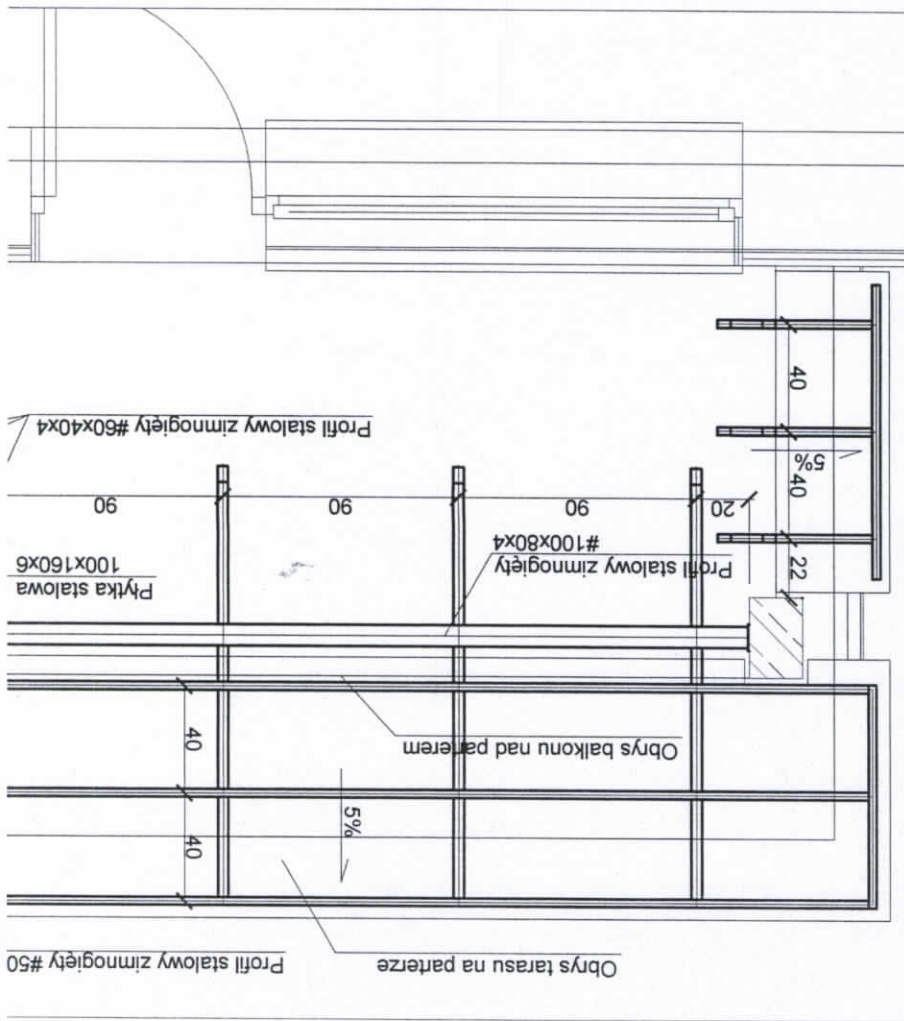 Obrys tarasu na parterze
Profil stalowy zimnogięty #50
5%
40
40
Obrys balkonu nad parterem
Płytka stalowa
100x160x6
Profil stalowy zimnogięty
#100x80x4
22
20
90
90
90
40
5%
Profil stalowy zimnogięty #60x40x4
40